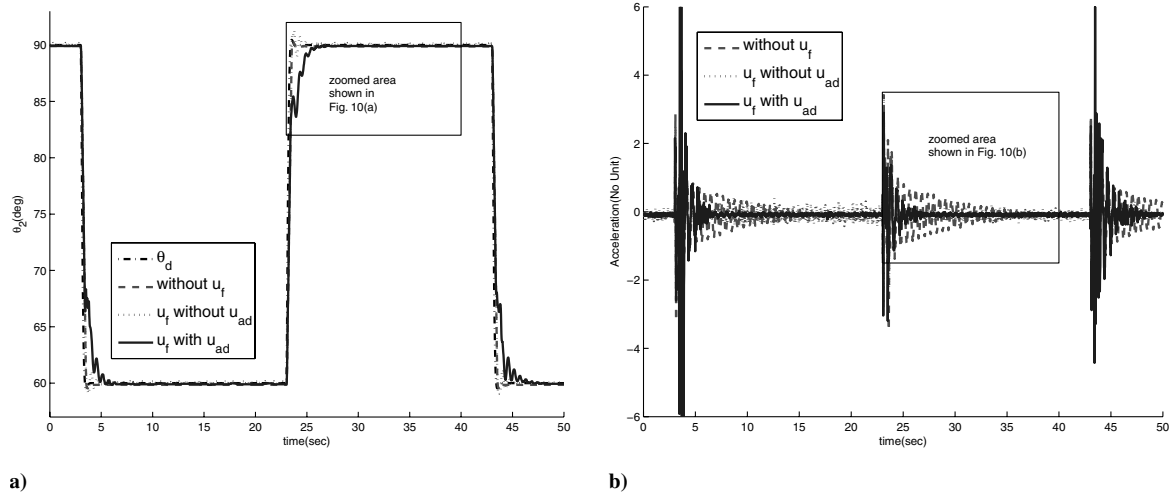 90
85
80
75
70
65
60
θ2(deg)
zoomed area
shown in
Fig. 10(a)
θd
without uf
uf without uad
uf with uad
0 5 10 15 20 25 30 35 40 45 50
time(sec)
a)
6
4
2
0
−2
−4
−6
Acceleration(No Unit)
without uf
uf without uad
uf with uad
zoomed area
shown in Fig. 10(b)
0 5 10 15 20 25 30 35 40 45 50
time(sec)
b)